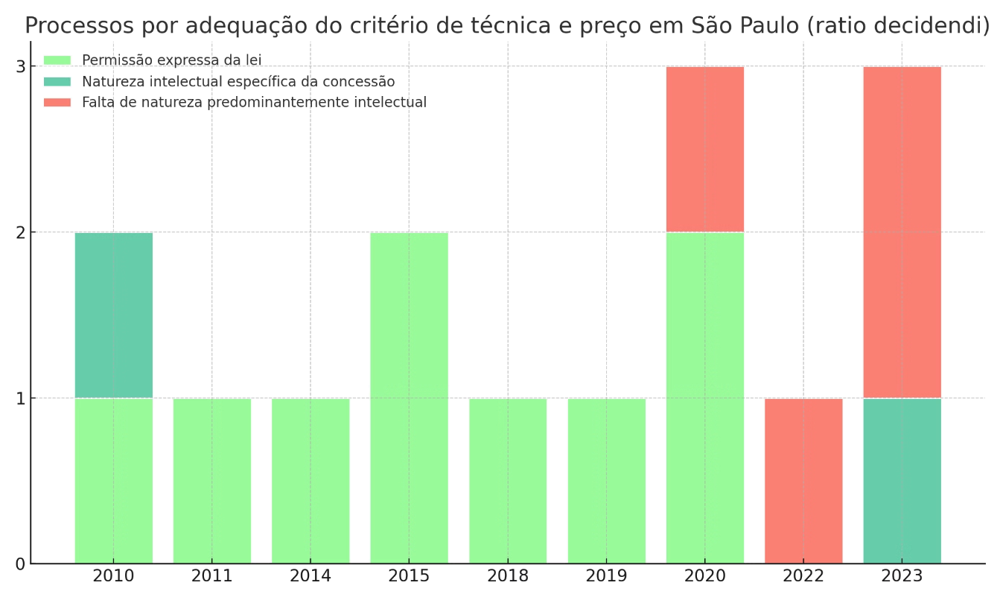 Processos por adequação do critério de técnica e preço em São Paulo (ratio decidendi)
Permissão expressa da lei
Natureza intelectual específica da concessão
Falta de natureza predominantemente intelectual
3
2
1
0
2010 2011 2014 2015 2018 2019 2020 2022 2023